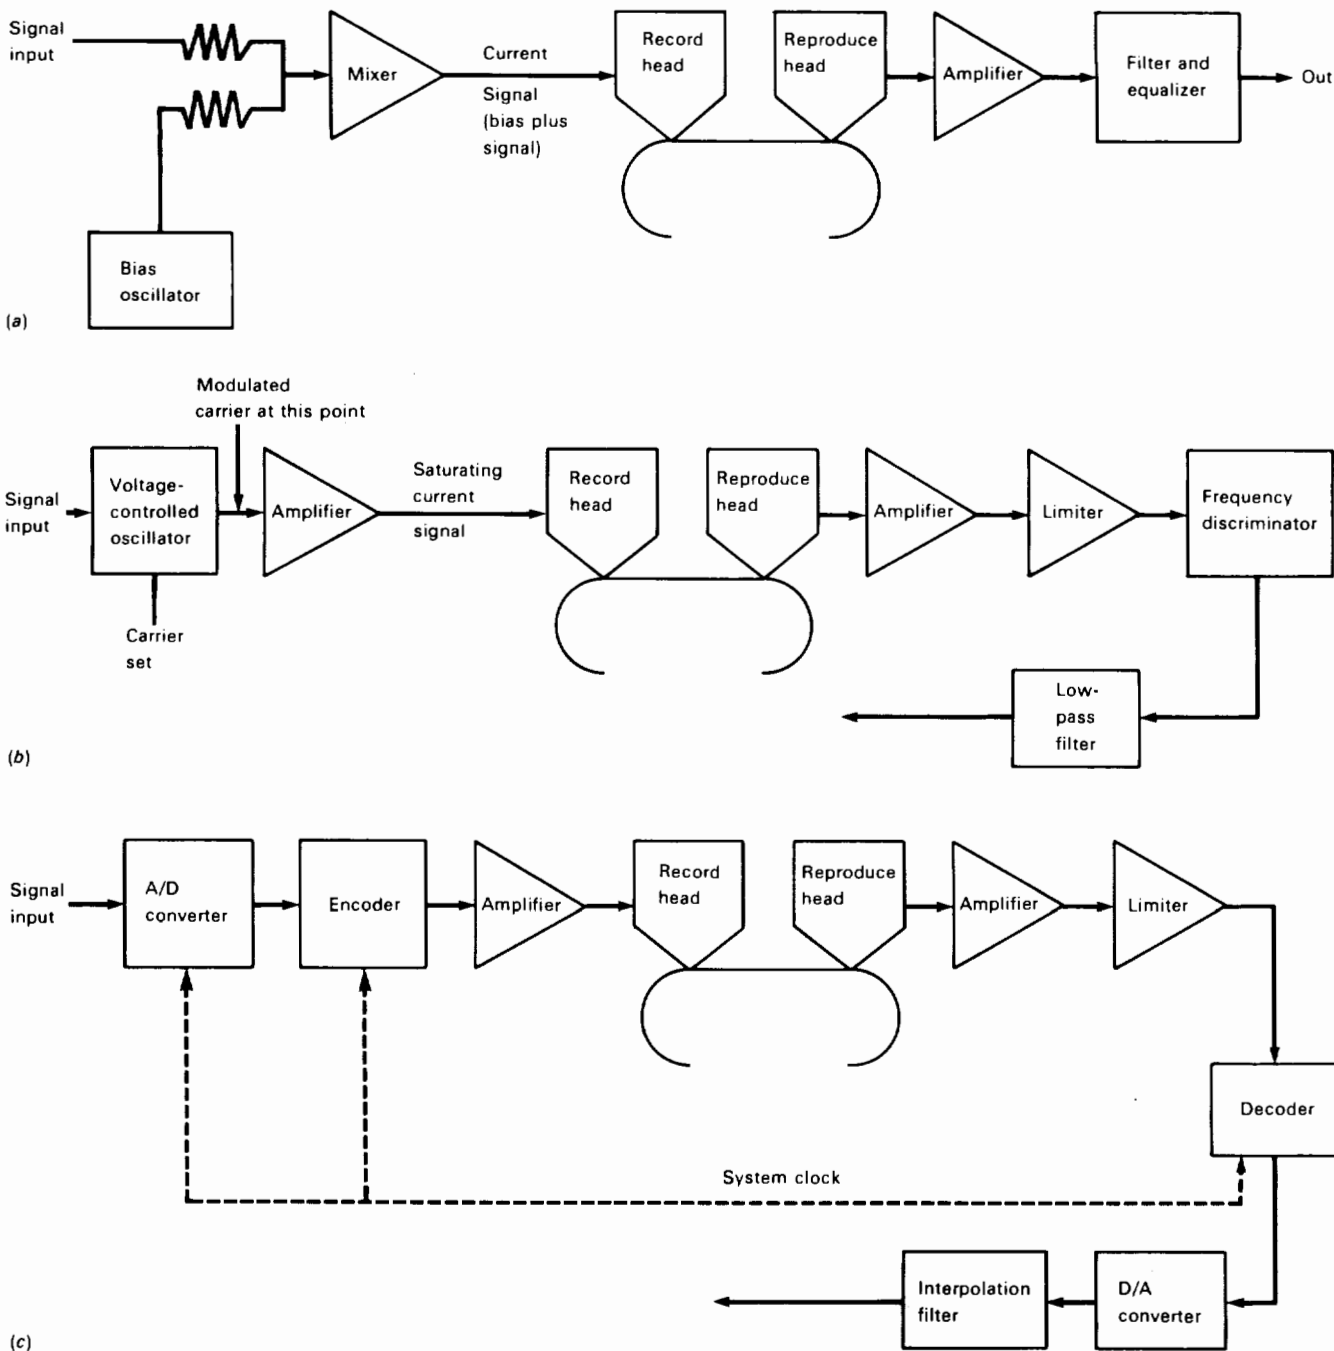 Signal
input
Mixer
Current
Signal
(bias plus
signal)
Record
head
Reproduce
head
Amplifier
Filter and
equalizer
Out
Bias
oscillator
(a)
Modulated
carrier at this point
Signal
input
Voltage-
controlled
oscillator
Carrier
set
Amplifier
Saturating
current
signal
Record
head
Reproduce
head
Amplifier
Limiter
Frequency
discriminator
Low-
pass
filter
(b)
Signal
input
A/D
converter
Encoder
Amplifier
Record
head
Reproduce
head
Amplifier
Limiter
Decoder
System clock
D/A
converter
Interpolation
filter
(c)